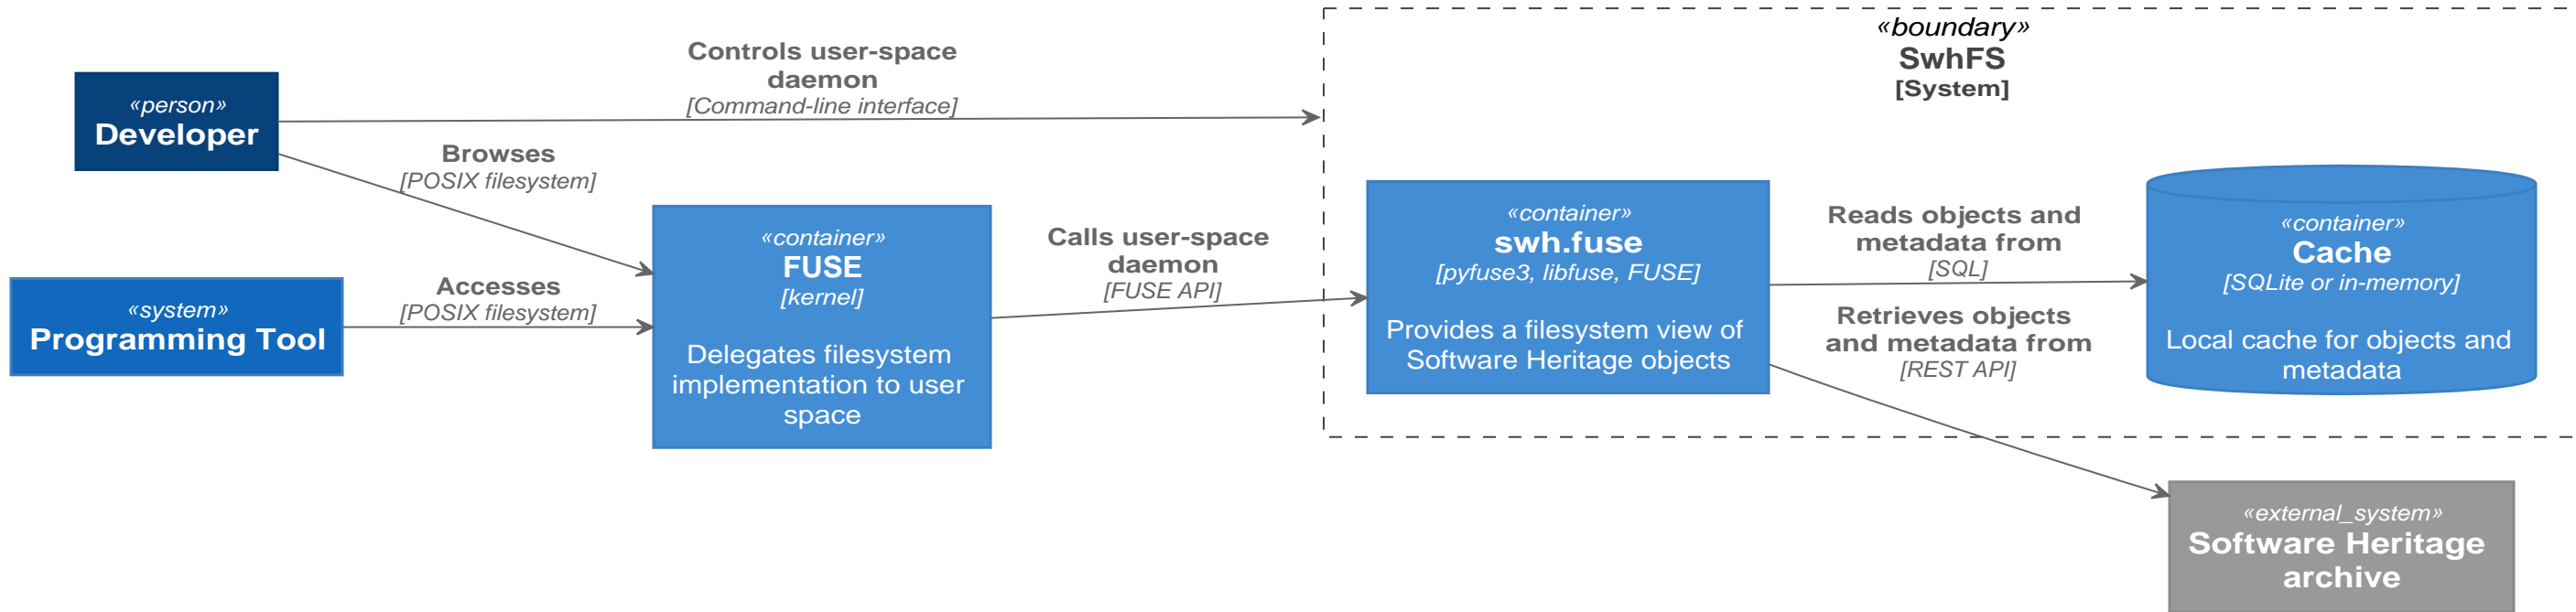 «person»
Developer
Controls user-space
daemon
[Command-line interface]
Browses
[POSIX filesystem]
«system»
Programming Tool
Accesses
[POSIX filesystem]
«container»
FUSE
[kernel]
Delegates filesystem
implementation to user
space
Calls user-space
daemon
[FUSE API]
«boundary»
SwhFS
[System]
«container»
swh.fuse
[pyfuse3, libfuse, FUSE]
Provides a filesystem view of
Software Heritage objects
Reads objects and
metadata from
[SQL]
Retrieves objects
and metadata from
[REST API]
«container»
Cache
[SQLite or in-memory]
Local cache for objects and
metadata
«external_system»
Software Heritage
archive